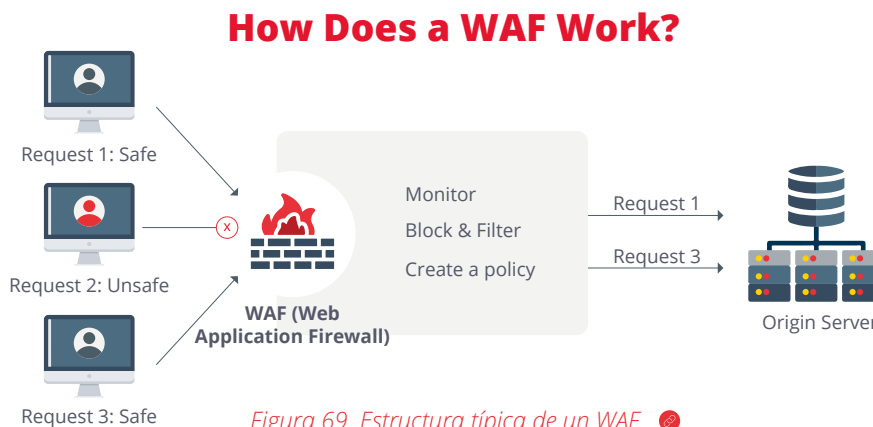 How Does a WAF Work?
Request 1: Safe
Request 2: Unsafe
Request 3: Safe
X
WAF (Web
Application Firewall)
Monitor
Block & Filter
Create a policy
Request 1
Request 3
Origin Server
Figura 69. Estructura típica de un WAF